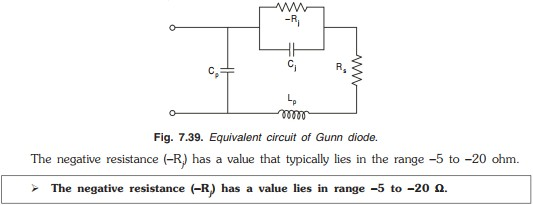 –Rj
Cj
Cp
Rs
Lp
Fig. 7.39. Equivalent circuit of Gunn diode.
The negative resistance (–Rj) has a value that typically lies in the range –5 to –20 ohm.
➢ The negative resistance (–Rj) has a value lies in range –5 to –20 Ω.